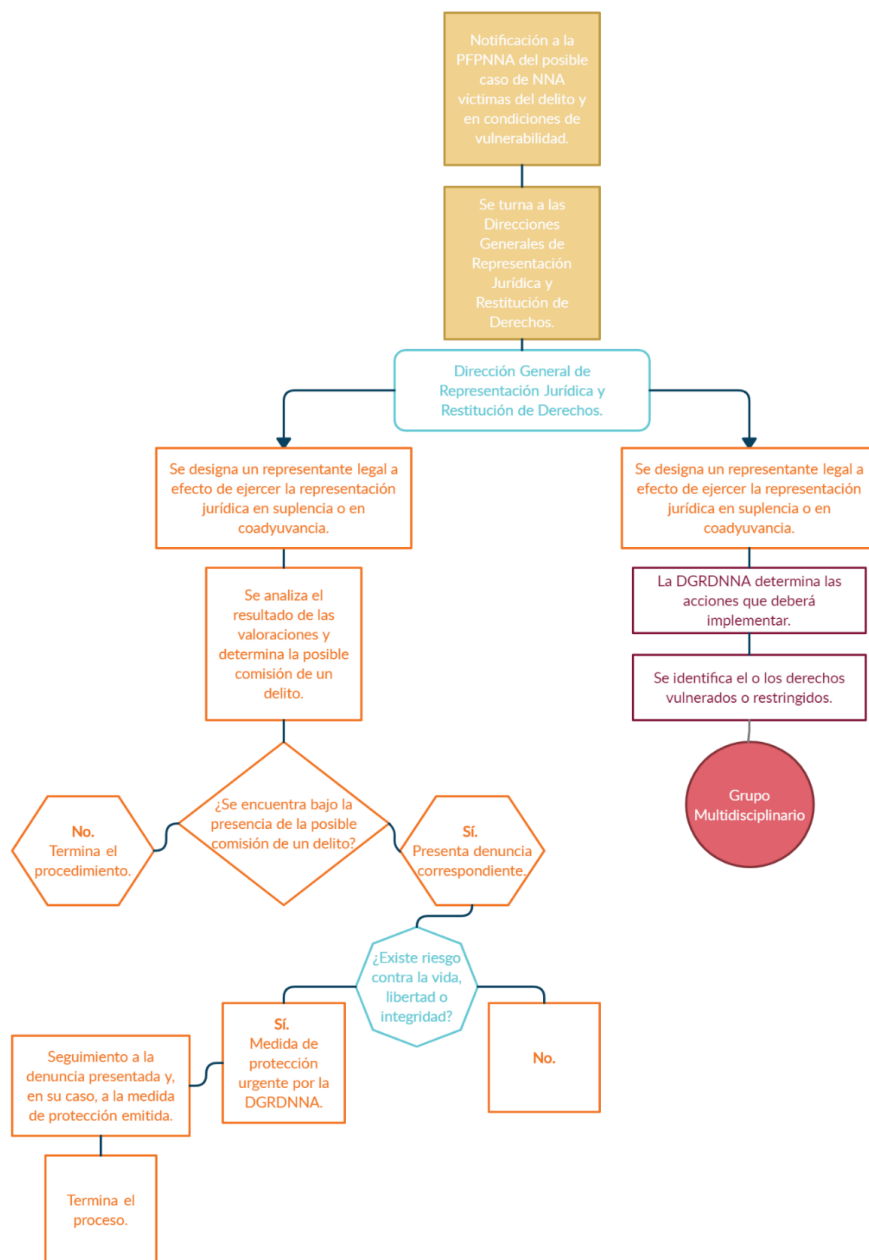 Notificación a la
PFPNNA del posible
caso de NNA
víctimas del delito y
en condiciones de
vulnerabilidad.
Se turna a las
Direcciones
Generales de
Representación
Jurídica y
Restitución de
Derechos.
Dirección General de
Representación Jurídica y
Restitución de Derechos.
Se designa un representante legal a
efecto de ejercer la representación
jurídica en suplencia o en
coadyuvancia.
Se designa un representante legal a
efecto de ejercer la representación
jurídica en suplencia o en
coadyuvancia.
Se analiza el
resultado de las
valoraciones y
determina la posible
comisión de un
delito.
La DGRDNNA determina las
acciones que deberá
implementar.
Se identifica el o los derechos
vulnerados o restringidos.
Grupo
Multidisciplinario
¿Se encuentra bajo la
presencia de la posible
comisión de un delito?
No.
Termina el
procedimiento.
Sí.
Presenta denuncia
correspondiente.
¿Existe riesgo
contra la vida,
libertad o
integridad?
Sí.
Medida de
protección
urgente por la
DGRDNNA.
No.
Seguimiento a la
denuncia presentada y,
en su caso, a la medida
de protección emitida.
Termina el
proceso.